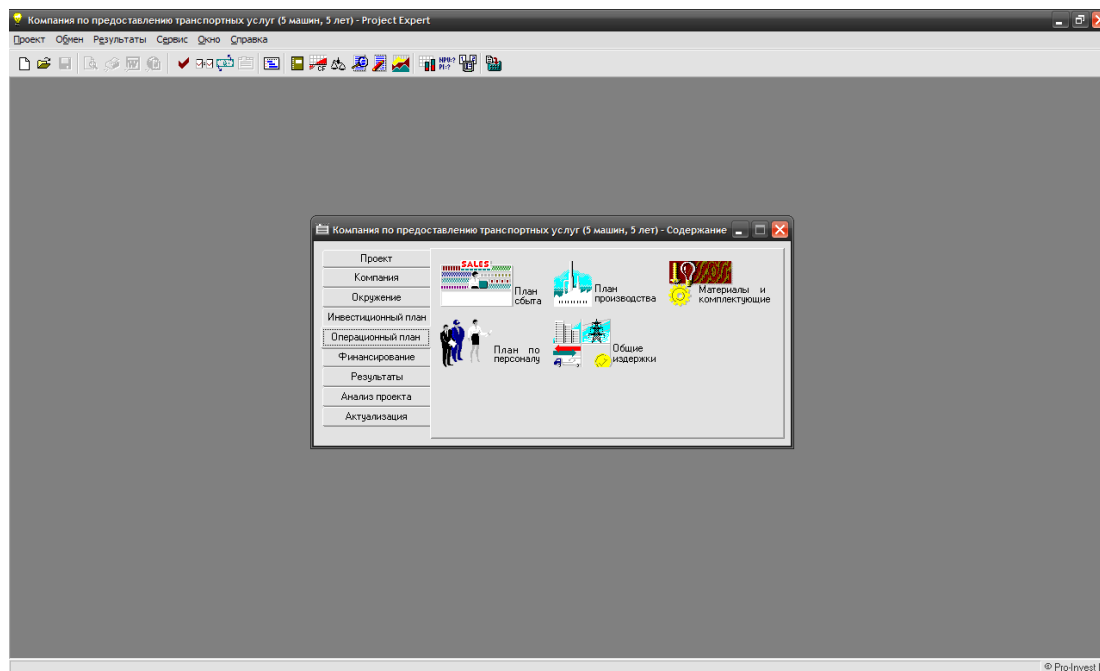 Компания по предоставлению транспортных услуг (5 машин, 5 лет) - Project Expert
Проект Обмен Результаты Сервис Окно Справка
Компания по предоставлению транспортных услуг (5 машин, 5 лет) - Содержание
Проект
Компания
Окружение
Инвестиционный план
Операционный план
Финансирование
Результаты
Анализ проекта
Актуализация
SALES
План
сбыта
План
производства
Материалы и
комплектующие
План по
персоналу
Общие
издержки
© Pro-Invest